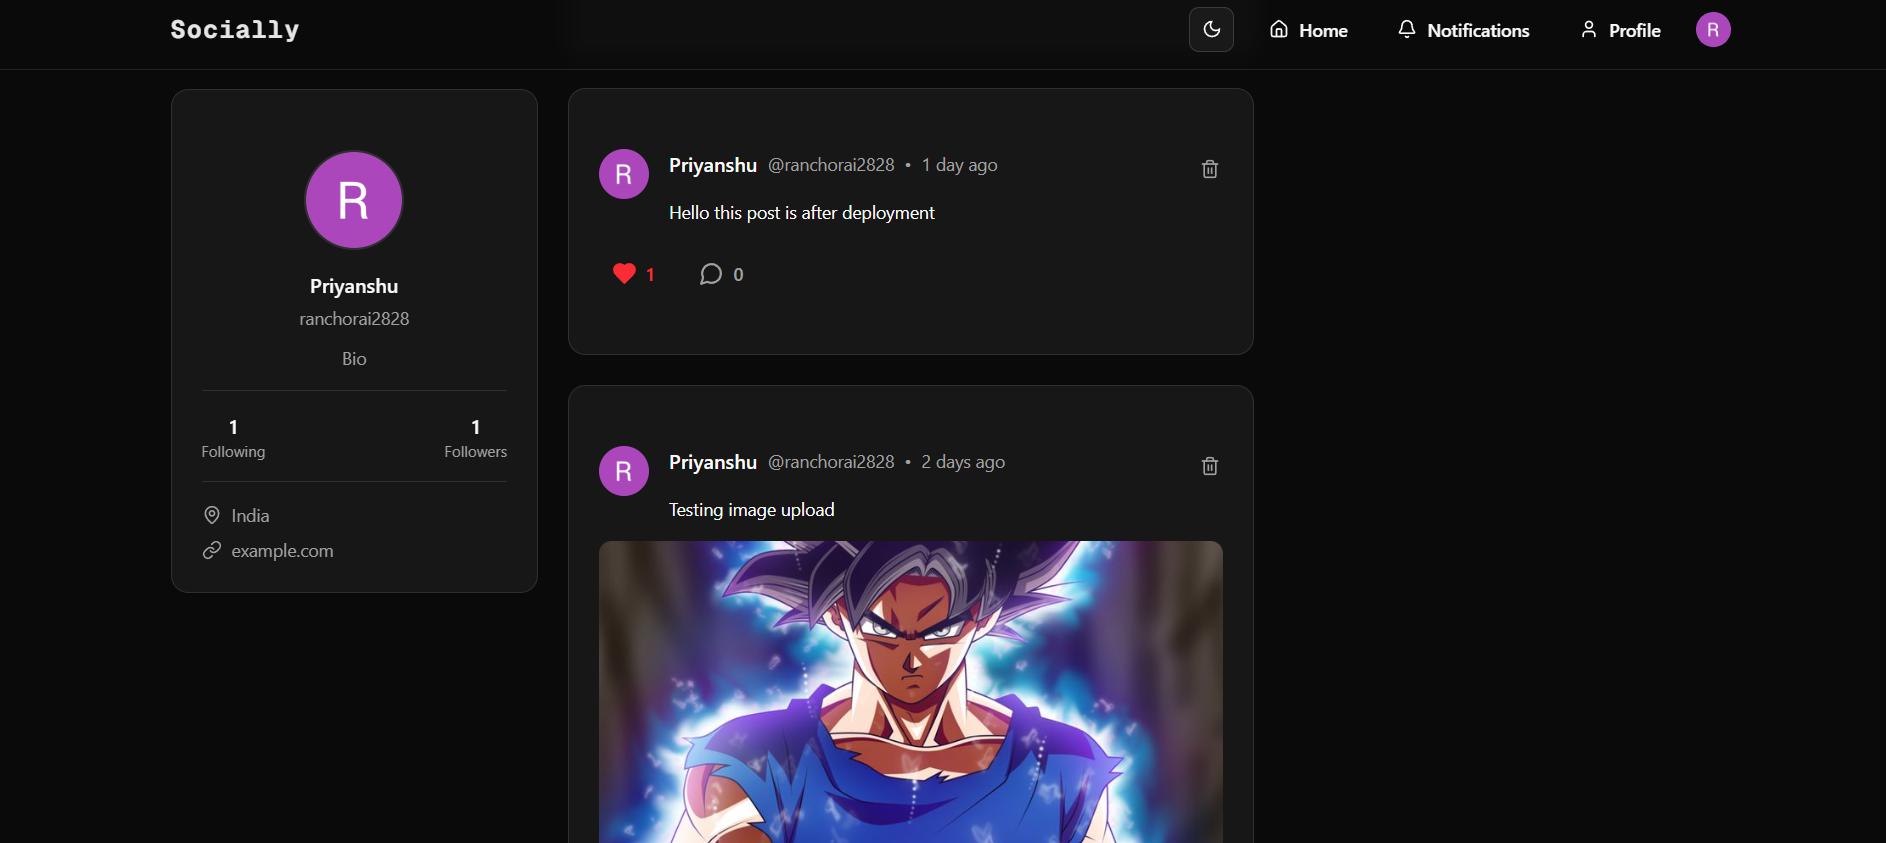 Socially
Home
Notifications
Profile
R
R
Priyanshu
ranchorai2828
Bio
1
Following
1
Followers
India
example.com
R
Priyanshu @ranchorai2828 • 1 day ago
Hello this post is after deployment
1
0
R
Priyanshu @ranchorai2828 • 2 days ago
Testing image upload